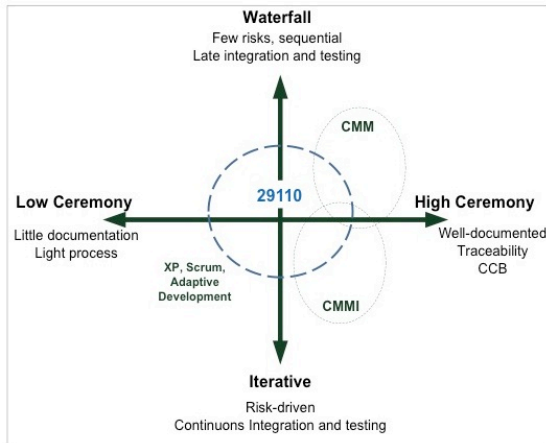 Waterfall
Few risks, sequential
Late integration and testing
CMM
29110
Low Ceremony
High Ceremony
Little documentation
Light process
Well-documented
Traceability
CCB
XP, Scrum,
Adaptive
Development
CMMI
Iterative
Risk-driven
Continuons Integration and testing